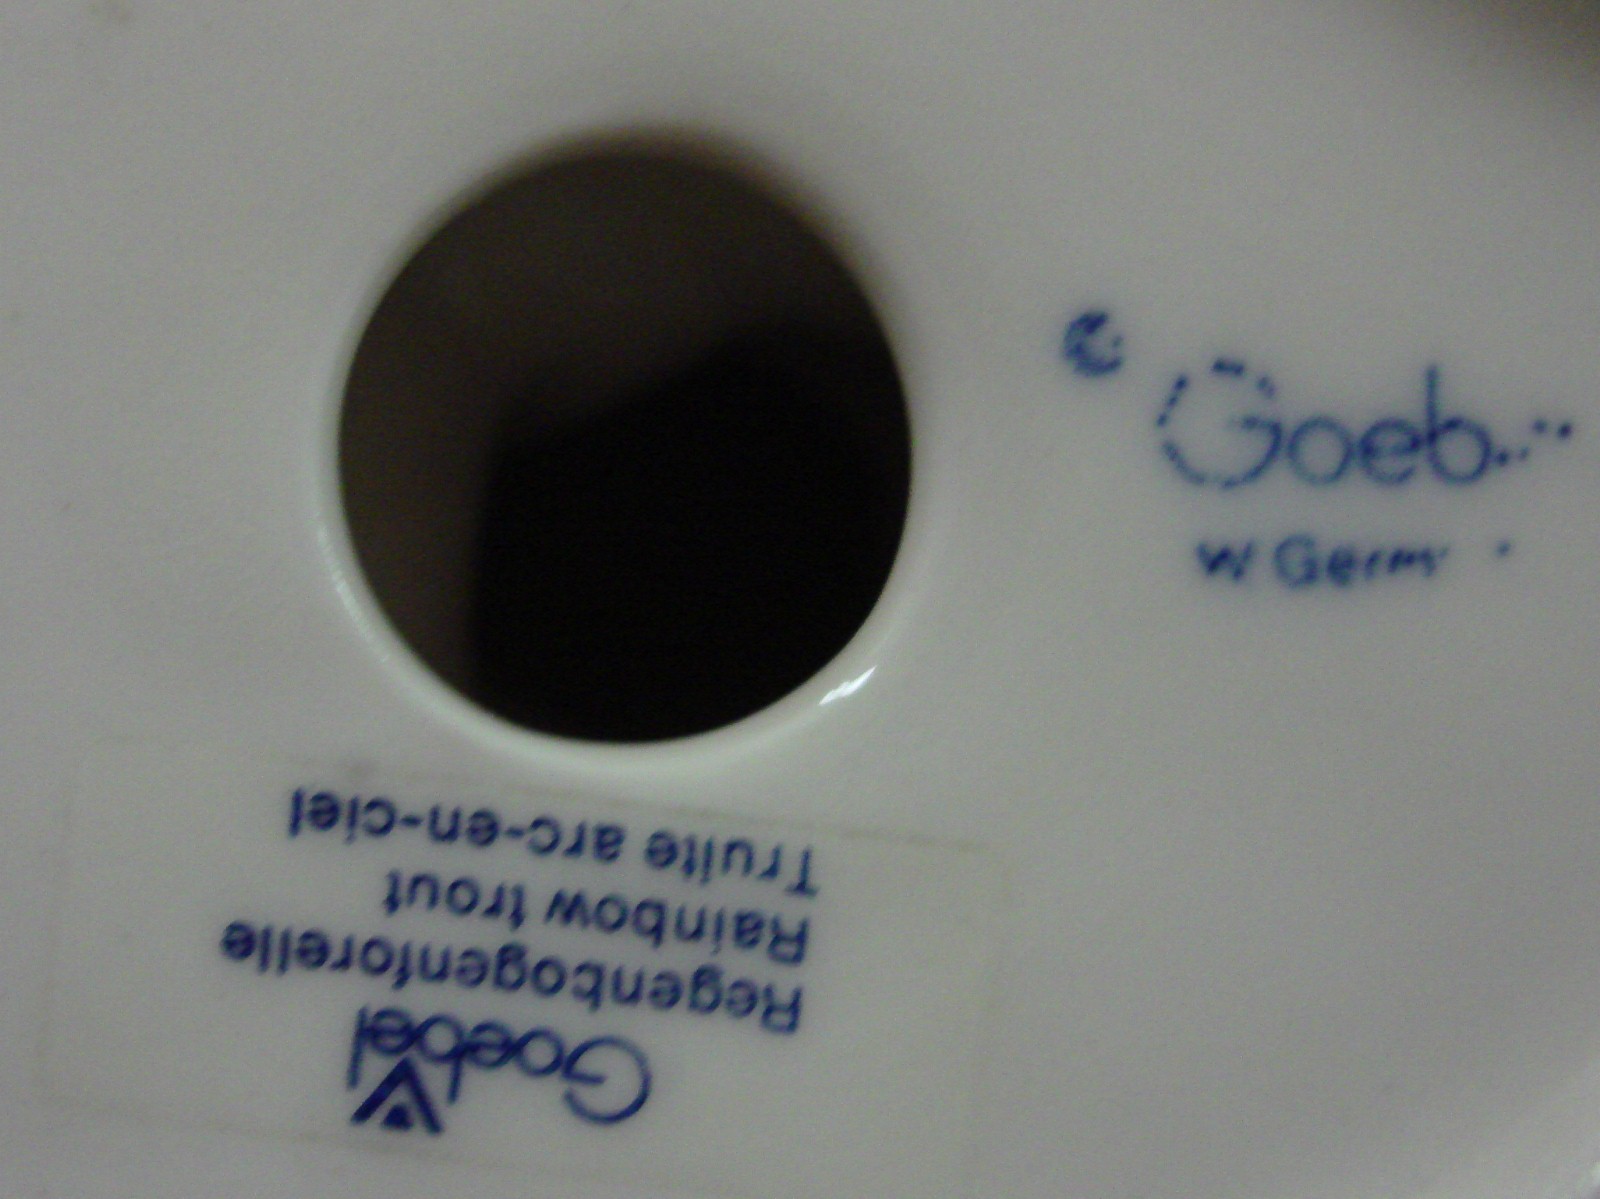 © Goeb
W Germ
Goebel
Regenbogenforelle
Rainbow trout
Truite arc-en-ciel